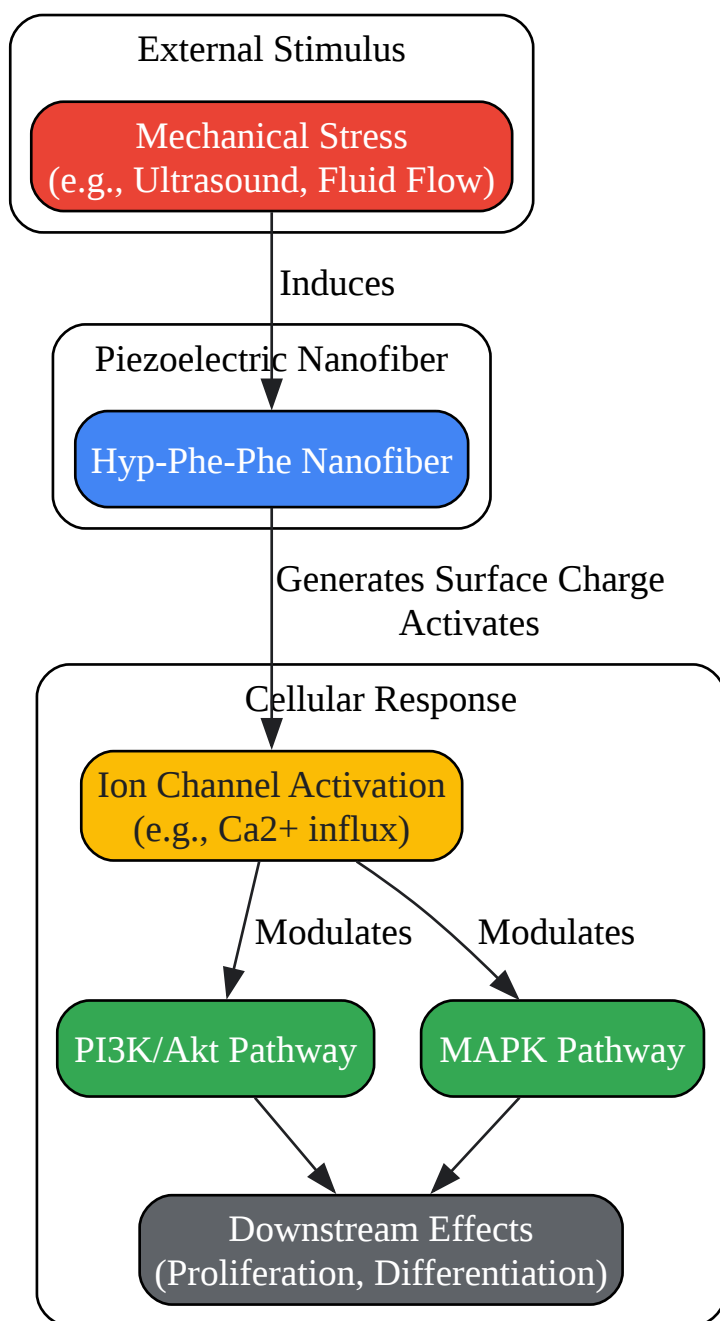 External Stimulus
Mechanical Stress
(e.g., Ultrasound, Fluid Flow)
Induces
Piezoelectric Nanofiber
Hyp-Phe-Phe Nanofiber
Generates Surface Charge
Activates
Cellular Response
Ion Channel Activation
(e.g., Ca2+ influx)
Modulates
Modulates
PI3K/Akt Pathway
MAPK Pathway
Downstream Effects
(Proliferation, Differentiation)